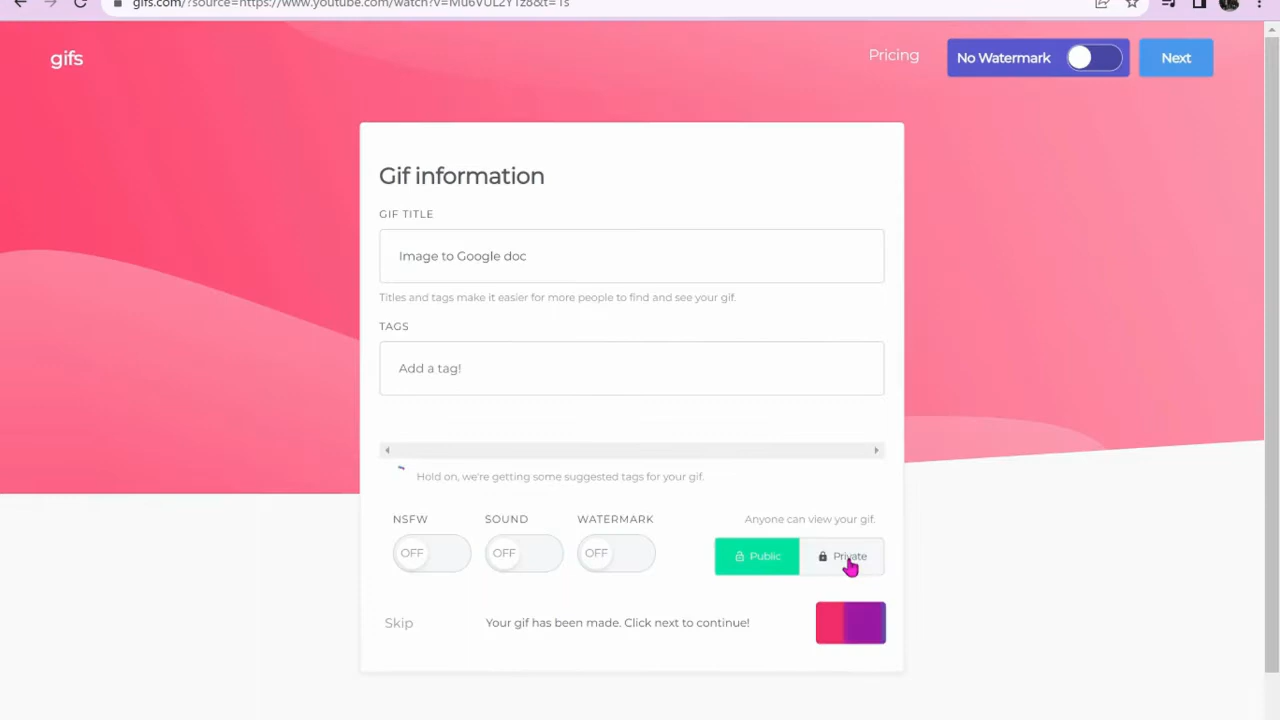 gifs.com/?source=https://www.youtube.com/watch?v=Mu6VUL2Y1z8&t=1s
gifs
Pricing
No Watermark
Next
Gif information
GIF TITLE
Image to Google doc
Titles and tags make it easier for more people to find and see your gif.
TAGS
Add a tag!
Hold on, we're getting some suggested tags for your gif.
NSFW
SOUND
WATERMARK
Anyone can view your gif.
OFF
OFF
OFF
Public
Private
Skip
Your gif has been made. Click next to continue!